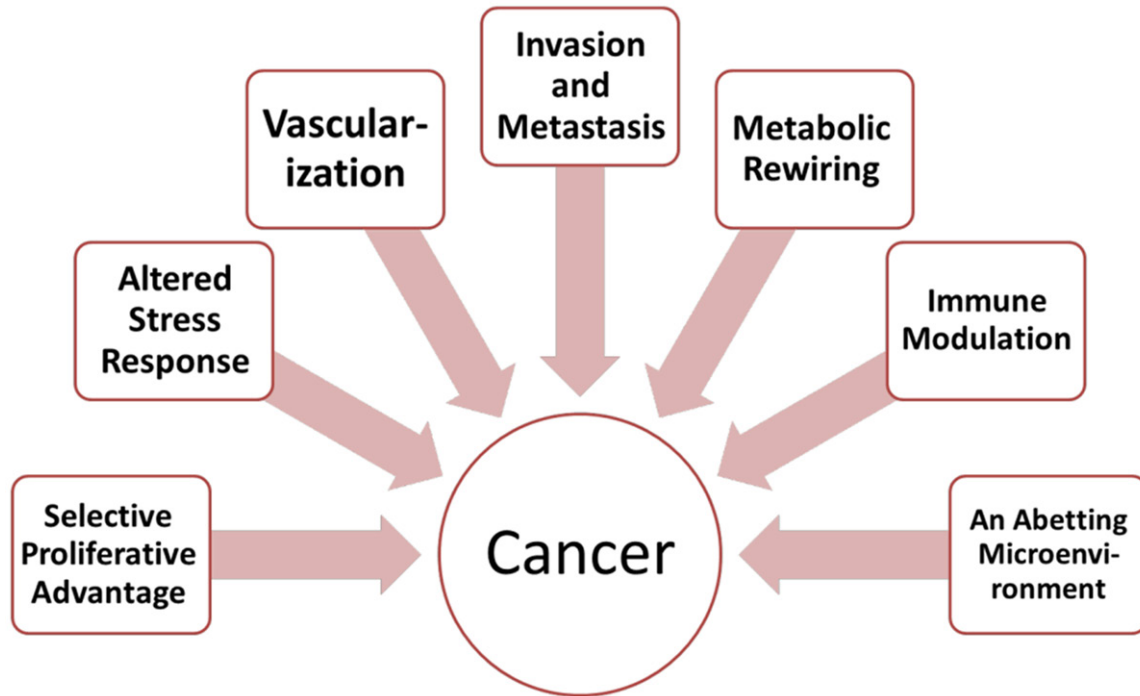 Invasion
and
Metastasis
Vascular-
ization
Metabolic
Rewiring
Altered
Stress
Response
Immune
Modulation
Selective
Proliferative
Advantage
Cancer
An Abetting
Microenvi-
ronment